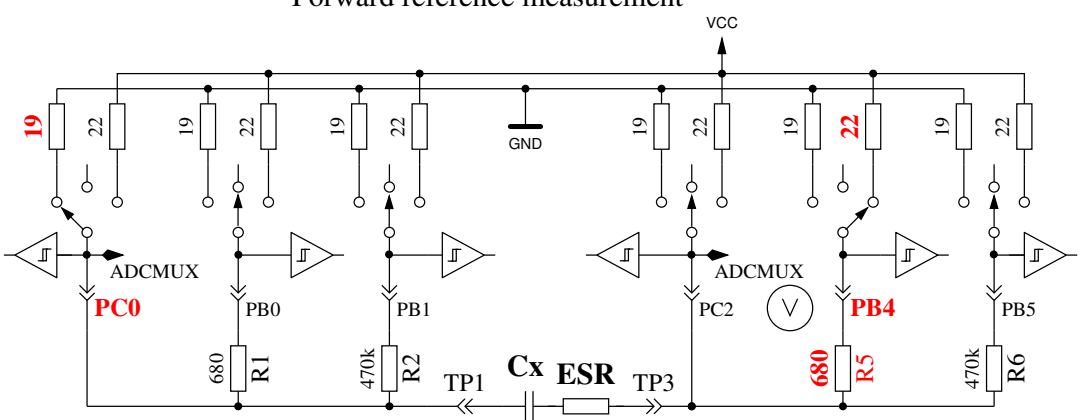 Forward reference measurement
VCC
19 22 19 22 19 22 GND 19 22 19 22 19 22
ADCMUX ADCMUX
PC0 PB0 PB1 PC2 V PB4 PB5
680 R1 470k R2 680 R5 470k R6
TP1 Cx ESR TP3